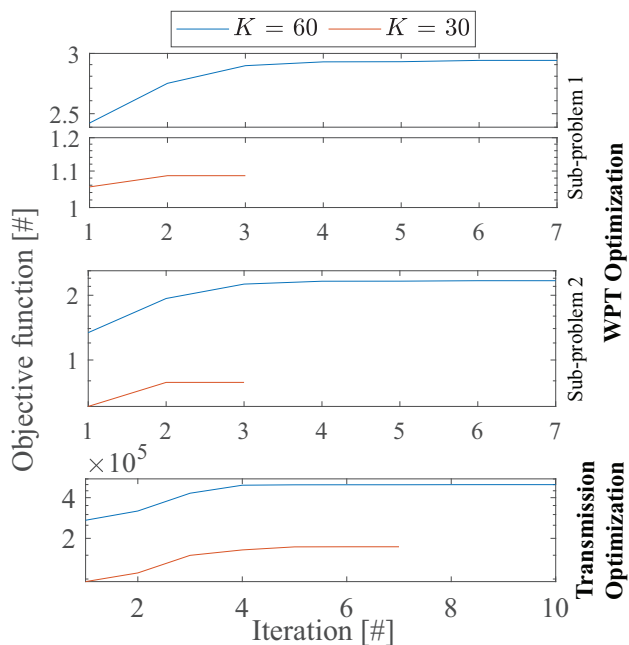 K = 60
K = 30
3
2.5
1.2
1.1
1
1 2 3 4 5 6 7
Sub-problem 1
2
1
1 2 3 4 5 6 7
Sub-problem 2
WPT Optimization
×10^5
4
2
2 4 6 8 10
Transmission
Optimization
Objective function [#]
Iteration [#]